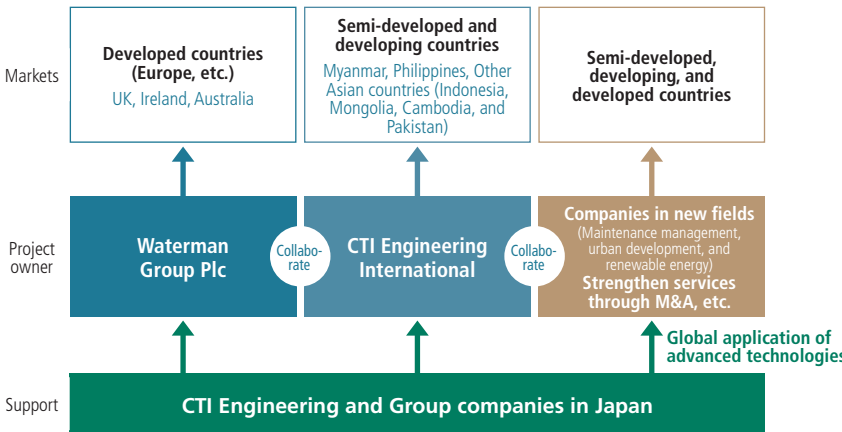 Markets
Developed countries
(Europe, etc.)
UK, Ireland, Australia
Semi-developed and
developing countries
Myanmar, Philippines, Other
Asian countries (Indonesia,
Mongolia, Cambodia, and
Pakistan)
Semi-developed,
developing, and
developed countries
Project
owner
Waterman
Group Plc
Collabo-
rate
CTI Engineering
International
Collabo-
rate
Companies in new fields
(Maintenance management,
urban development, and
renewable energy)
Strengthen services
through M&A, etc.
Global application of
advanced technologies
Support
CTI Engineering and Group companies in Japan